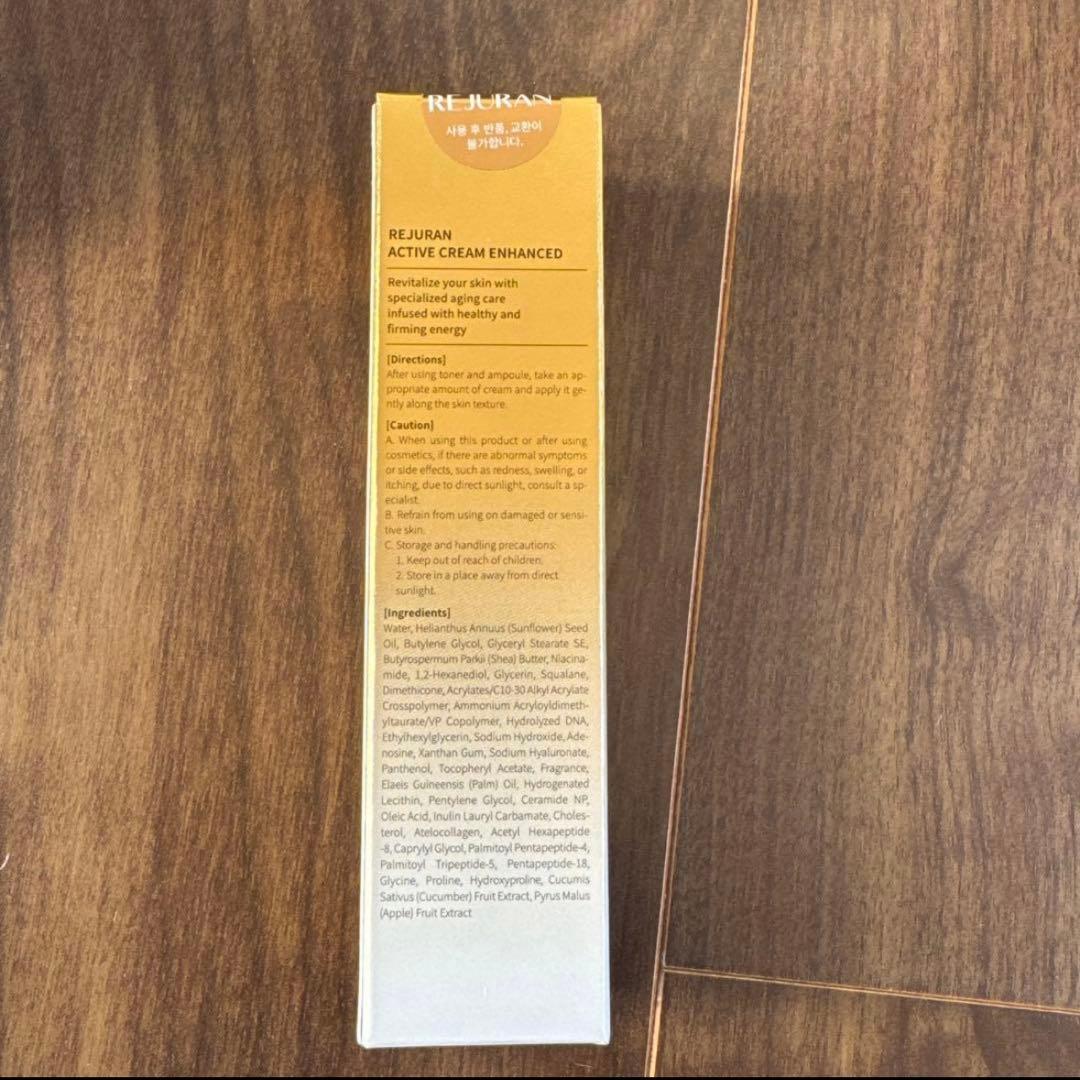 REJURAN
사용 후 반품, 교환이
불가합니다.
REJURAN
ACTIVE CREAM ENHANCED
Revitalize your skin with
specialized aging care
infused with healthy and
firming energy
[Directions]
After using toner and ampoule, take an ap-
propriate amount of cream and apply it ge-
ntly along the skin texture.
[Caution]
A. When using this product or after using
cosmetics, if there are abnormal symptoms
or side effects, such as redness, swelling, or
itching, due to direct sunlight, consult a sp-
ecialist.
B. Refrain from using on damaged or sensi-
tive skin.
C. Storage and handling precautions:
1. Keep out of reach of children.
2. Store in a place away from direct
sunlight.
[Ingredients]
Water, Helianthus Annuus (Sunflower) Seed
Oil, Butylene Glycol, Glyceryl Stearate SE,
Butyrospermum Parkii (Shea) Butter, Niacina-
mide, 1,2-Hexanediol, Glycerin, Squalane,
Dimethicone, Acrylates/C10-30 Alkyl Acrylate
Crosspolymer, Ammonium Acryloyldimeth-
yltaurate/VP Copolymer, Hydrolyzed DNA,
Ethylhexylglycerin, Sodium Hydroxide, Ade-
nosine, Xanthan Gum, Sodium Hyaluronate,
Panthenol, Tocopheryl Acetate, Fragrance,
Elaeis Guineensis (Palm) Oil, Hydrogenated
Lecithin, Pentylene Glycol, Ceramide NP,
Oleic Acid, Inulin Lauryl Carbamate, Choles-
terol, Atelocollagen, Acetyl Hexapeptide
-8, Caprylyl Glycol, Palmitoyl Pentapeptide-4,
Palmitoyl Tripeptide-5, Pentapeptide-18,
Glycine, Proline, Hydroxyproline, Cucumis
Sativus (Cucumber) Fruit Extract, Pyrus Malus
(Apple) Fruit Extract